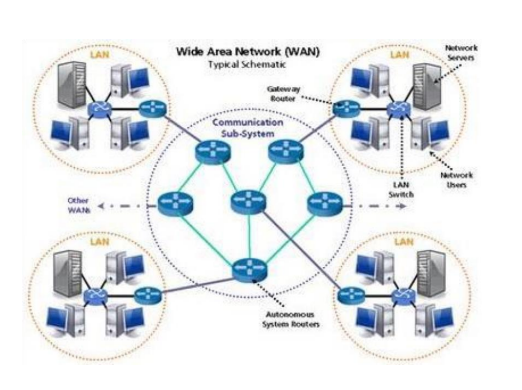 Wide Area Network (WAN)
Typical Schematic
LAN
LAN
Network
Servers
Gateway
Router
Communication
Sub-System
LAN
Switch
Network
Users
Other
WANs
LAN
LAN
Autonomous
System Routers